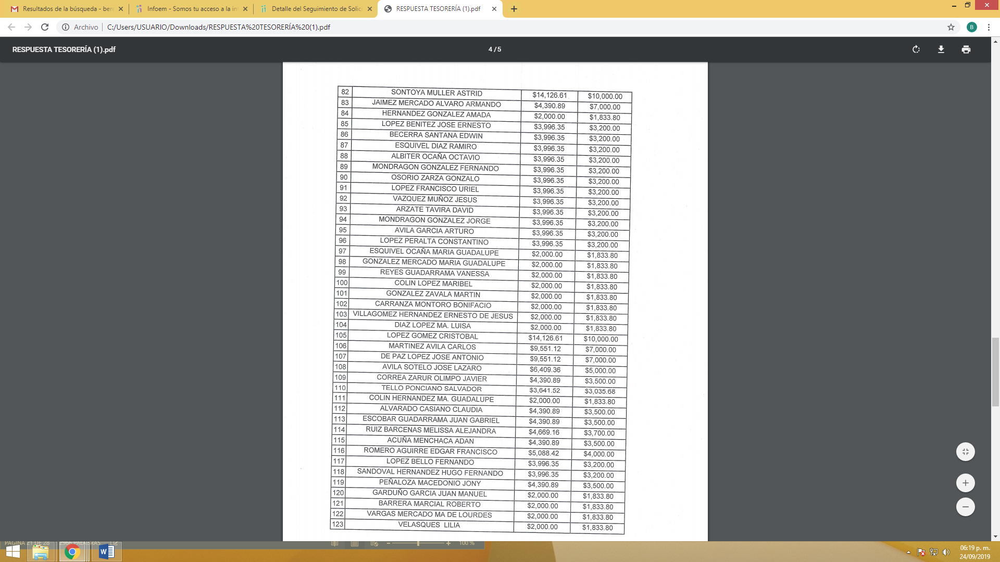 Resultados de la búsqueda - ber
Infoem - Somos tu acceso a la in
Detalle del Seguimiento de Solici
RESPUESTA TESORERÍA (1).pdf
Archivo C:/Users/USUARIO/Downloads/RESPUESTA%20TESORERÍA%20(1).pdf
B
RESPUESTA TESORERÍA (1).pdf
4 / 5
82 SONTOYA MULLER ASTRID $14,126.61 $10,000.00
83 JAIMEZ MERCADO ALVARO ARMANDO $4,390.89 $7,000.00
84 HERNANDEZ GONZALEZ AMADA $2,000.00 $1,833.80
85 LOPEZ BENITEZ JOSE ERNESTO $3,996.35 $3,200.00
86 BECERRA SANTANA EDWIN $3,996.35 $3,200.00
87 ESQUIVEL DIAZ RAMIRO $3,996.35 $3,200.00
88 ALBITER OCAÑA OCTAVIO $3,996.35 $3,200.00
89 MONDRAGON GONZALEZ FERNANDO $3,996.35 $3,200.00
90 OSORIO ZARZA GONZALO $3,996.35 $3,200.00
91 LOPEZ FRANCISCO URIEL $3,996.35 $3,200.00
92 VAZQUEZ MUÑOZ JESUS $3,996.35 $3,200.00
93 ARZATE TAVIRA DAVID $3,996.35 $3,200.00
94 MONDRAGON GONZALEZ JORGE $3,996.35 $3,200.00
95 AVILA GARCIA ARTURO $3,996.35 $3,200.00
96 LOPEZ PERALTA CONSTANTINO $3,996.35 $3,200.00
97 ESQUIVEL OCAÑA MARIA GUADALUPE $2,000.00 $1,833.80
98 GONZALEZ MERCADO MARIA GUADALUPE $2,000.00 $1,833.80
99 REYES GUADARRAMA VANESSA $2,000.00 $1,833.80
100 COLIN LOPEZ MARIBEL $2,000.00 $1,833.80
101 GONZALEZ ZAVALA MARTIN $2,000.00 $1,833.80
102 CARRANZA MONTORO BONIFACIO $2,000.00 $1,833.80
103 VILLAGOMEZ HERNANDEZ ERNESTO DE JESUS $2,000.00 $1,833.80
104 DIAZ LOPEZ MA. LUISA $2,000.00 $1,833.80
105 LOPEZ GOMEZ CRISTOBAL $14,126.61 $10,000.00
106 MARTINEZ AVILA CARLOS $9,551.12 $7,000.00
107 DE PAZ LOPEZ JOSE ANTONIO $9,551.12 $7,000.00
108 AVILA SOTELO JOSE LAZARO $6,409.36 $5,000.00
109 CORREA ZARUR OLIMPO JAVIER $4,390.89 $3,500.00
110 TELLO PONCIANO SALVADOR $3,641.52 $3,035.68
111 COLIN HERNANDEZ MA. GUADALUPE $2,000.00 $1,833.80
112 ALVARADO CASIANO CLAUDIA $4,390.89 $3,500.00
113 ESCOBAR GUADARRAMA JUAN GABRIEL $4,390.89 $3,500.00
114 RUIZ BARCENAS MELISSA ALEJANDRA $4,669.16 $3,700.00
115 ACUÑA MENCHACA ADAN $4,390.89 $3,500.00
116 ROMERO AGUIRRE EDGAR FRANCISCO $5,088.42 $4,000.00
117 LOPEZ BELLO FERNANDO $3,996.35 $3,200.00
118 SANDOVAL HERNANDEZ HUGO FERNANDO $3,996.35 $3,200.00
119 PEÑALOZA MACEDONIO JONY $4,390.89 $3,500.00
120 GARDUÑO GARCIA JUAN MANUEL $2,000.00 $1,833.80
121 BARRERA MARCIAL ROBERTO $2,000.00 $1,833.80
122 VARGAS MERCADO MA DE LOURDES $2,000.00 $1,833.80
123 VELASQUES LILIA $2,000.00 $1,833.80
PÁGINA 21 DE 28 2966 PALABRAS 100 %
06:19 p. m.
24/09/2019